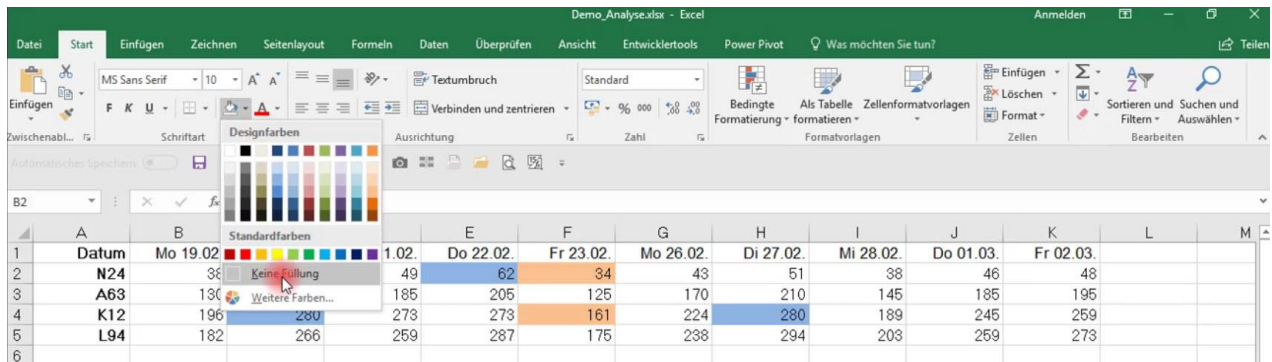 Demo_Analyse.xlsx - Excel
Anmelden
Datei Start Einfügen Zeichnen Seitenlayout Formeln Daten Überprüfen Ansicht Entwicklertools Power Pivot Was möchten Sie tun? Teilen
Einfügen
MS Sans Serif 10
Textumbruch
Standard
F K U
Verbinden und zentrieren
% 000
Bedingte Formatierung
Als Tabelle formatieren
Zellenformatvorlagen
Einfügen
Löschen
Format
Sortieren und Filtern
Suchen und Auswählen
Zwischenabl... Schriftart Ausrichtung Zahl Formatvorlagen Zellen Bearbeiten
Automatisches Speichern
Designfarben
Standardfarben
Keine Füllung
Weitere Farben...
B2
A B E F G H I J K L M
1 Datum Mo 19.02 1.02. Do 22.02. Fr 23.02. Mo 26.02. Di 27.02. Mi 28.02. Do 01.03. Fr 02.03.
2 N24 38 49 62 34 43 51 38 46 48
3 A63 130 185 205 125 170 210 145 185 195
4 K12 196 280 273 273 161 224 280 189 245 259
5 L94 182 266 259 287 175 238 294 203 259 273
6